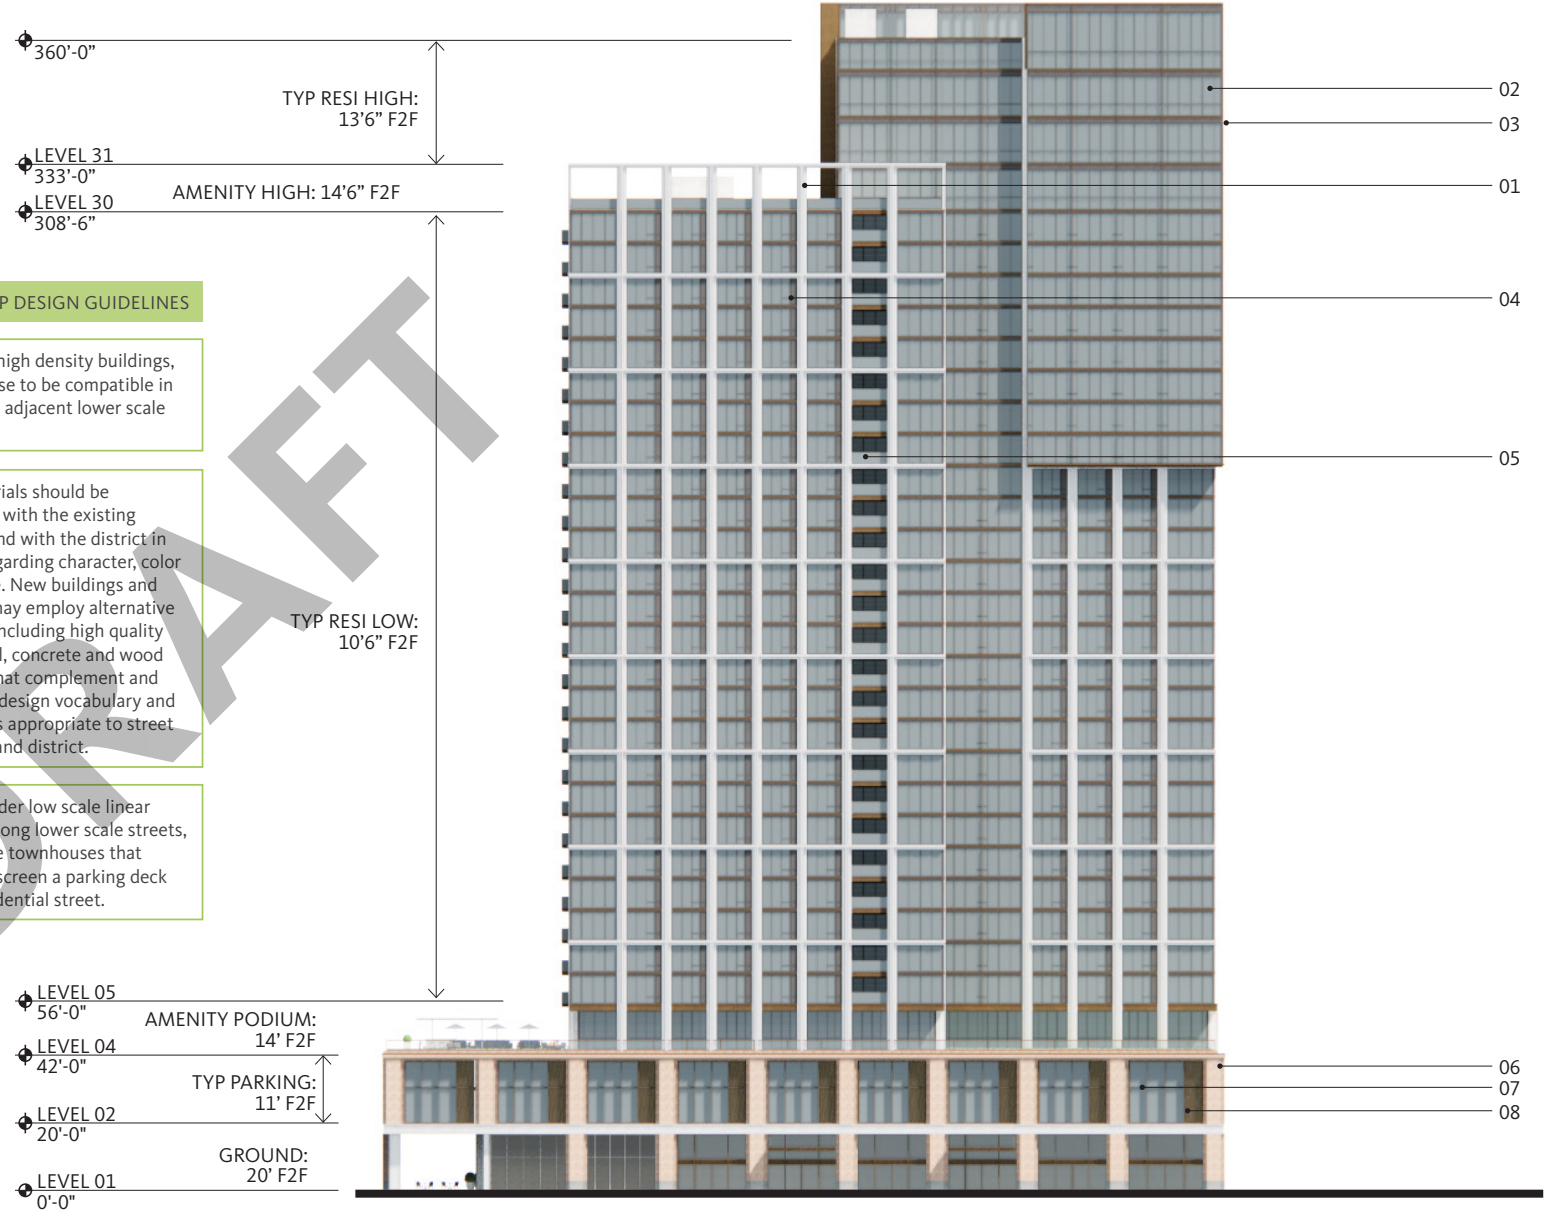 360'-0"
TYP RESI HIGH:
13'6" F2F
LEVEL 31
333'-0"
AMENITY HIGH: 14'6" F2F
LEVEL 30
308'-6"
P DESIGN GUIDELINES
high density buildings,
se to be compatible in
adjacent lower scale
rials should be
with the existing
nd with the district in
garding character, color
e. New buildings and
may employ alternative
including high quality
l, concrete and wood
hat complement and
design vocabulary and
s appropriate to street
and district.
der low scale linear
ong lower scale streets,
e townhouses that
screen a parking deck
dential street.
TYP RESI LOW:
10'6" F2F
LEVEL 05
56'-0"
AMENITY PODIUM:
14' F2F
LEVEL 04
42'-0"
TYP PARKING:
11' F2F
LEVEL 02
20'-0"
GROUND:
20' F2F
LEVEL 01
0'-0"
02
03
01
04
05
06
07
08
DRAFT